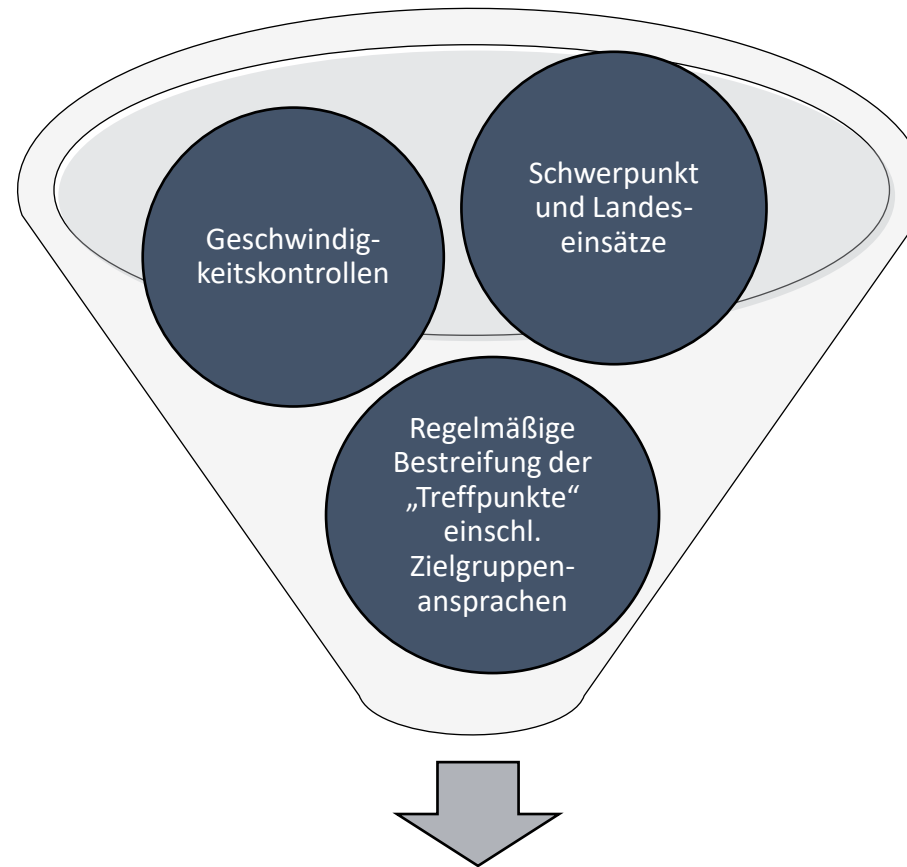 Geschwindig-
keitskontrollen
Schwerpunkt
und Landes-
einsätze
Regelmäßige
Bestreifung der
„Treffpunkte“
einschl.
Zielgruppen-
ansprachen